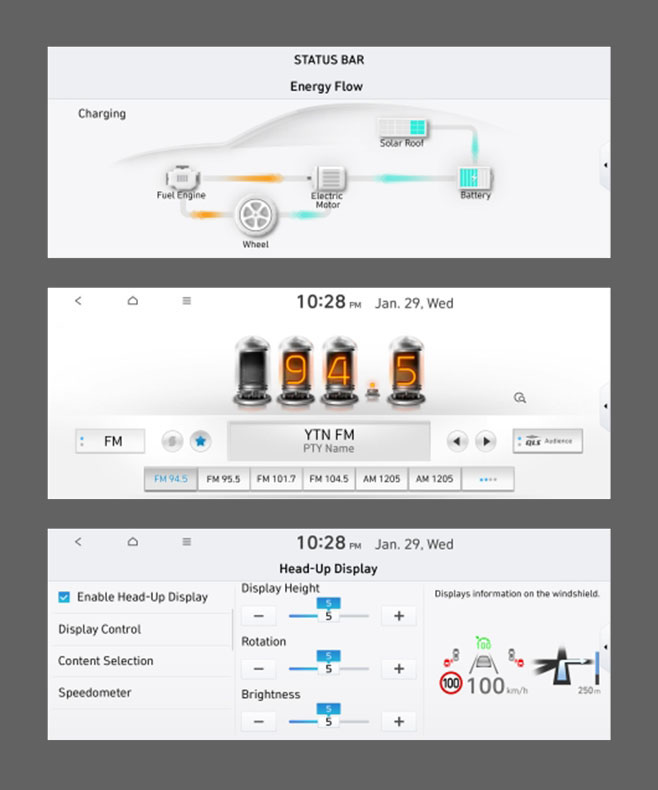 STATUS BAR
Energy Flow
Charging
Solar Roof
Fuel Engine
Electric
Motor
Battery
Wheel
10:28 PM Jan. 29, Wed
94.5
FM
YTN FM
PTY Name
QLS Audience
FM 94.5 FM 95.5 FM 101.7 FM 104.5 AM 1205 AM 1205
10:28 PM Jan. 29, Wed
Head-Up Display
Enable Head-Up Display
Display Control
Content Selection
Speedometer
Display Height
5
− 5 +
Rotation
5
− 5 +
Brightness
5
− 5 +
Displays information on the windshield.
100
100 100 km/h
250 m